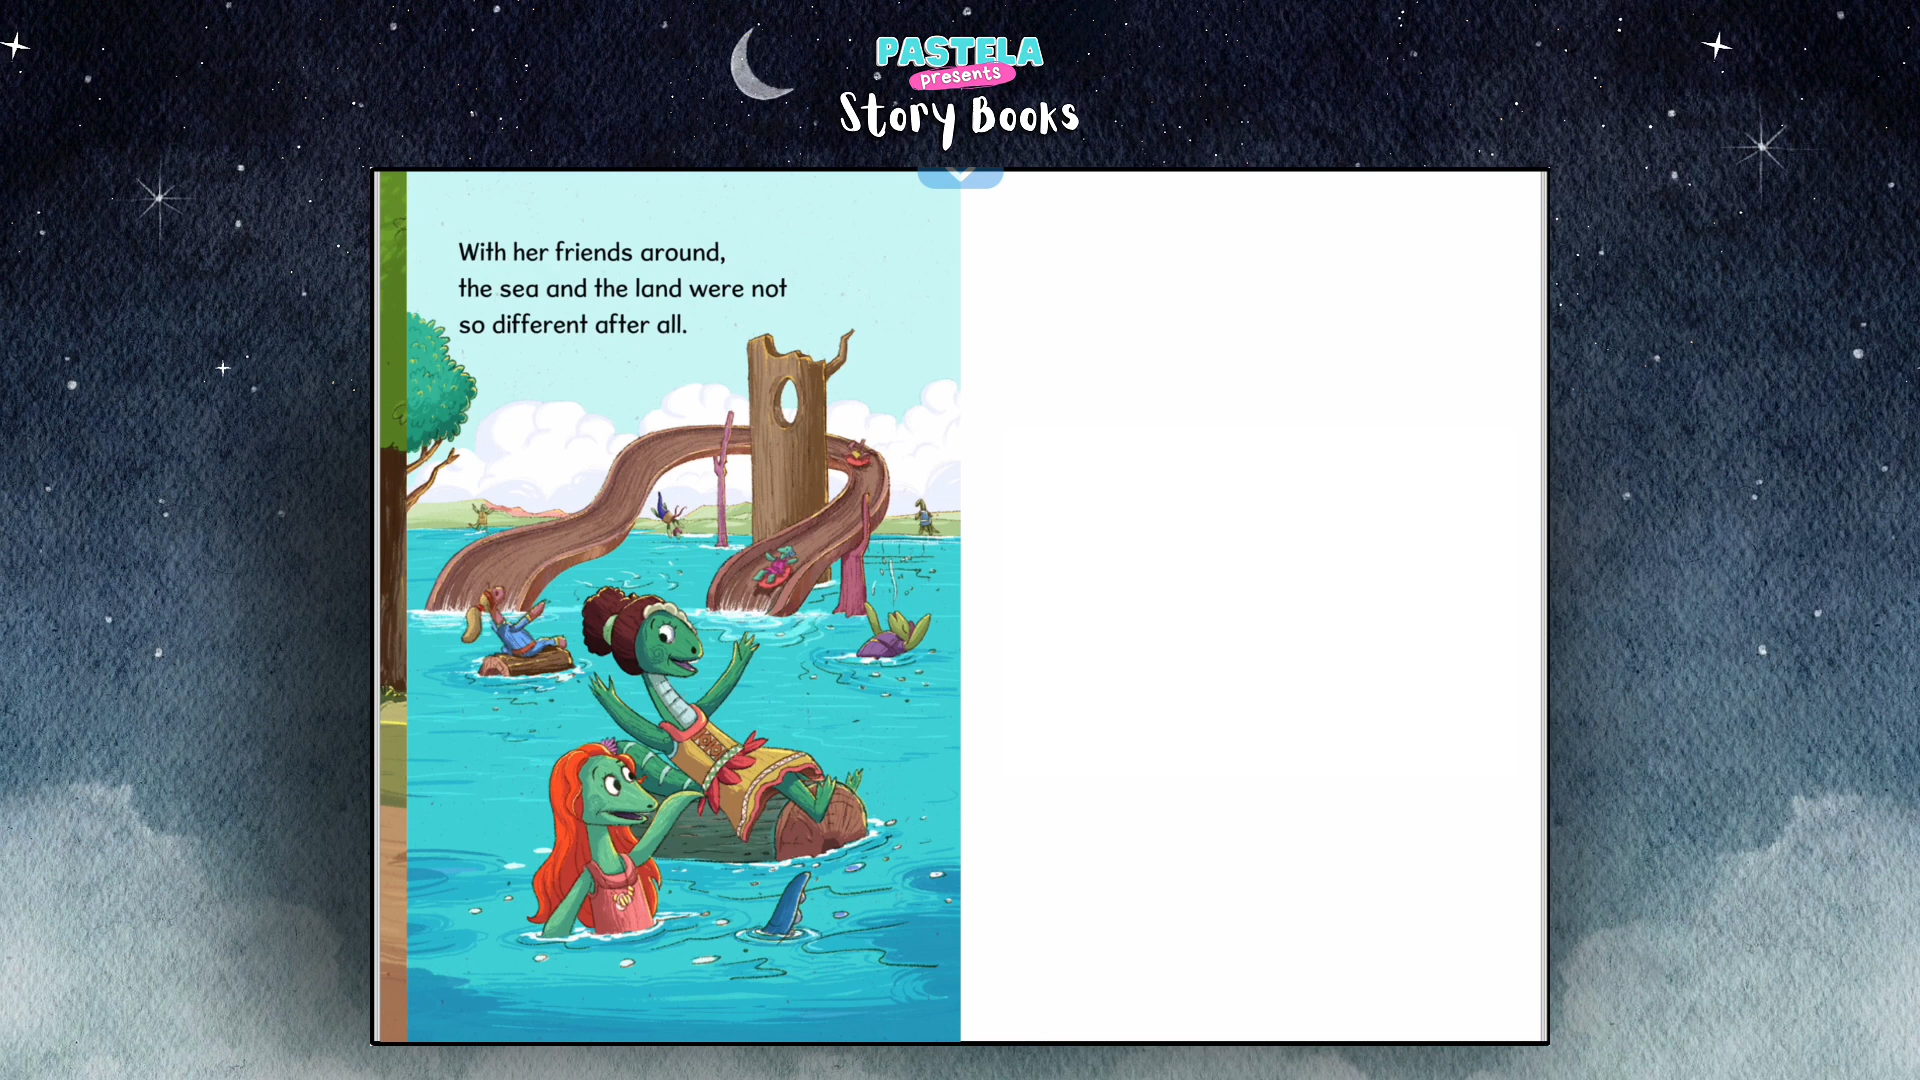 PASTELA
presents
Story Books
With her friends around,
the sea and the land were not
so different after all.